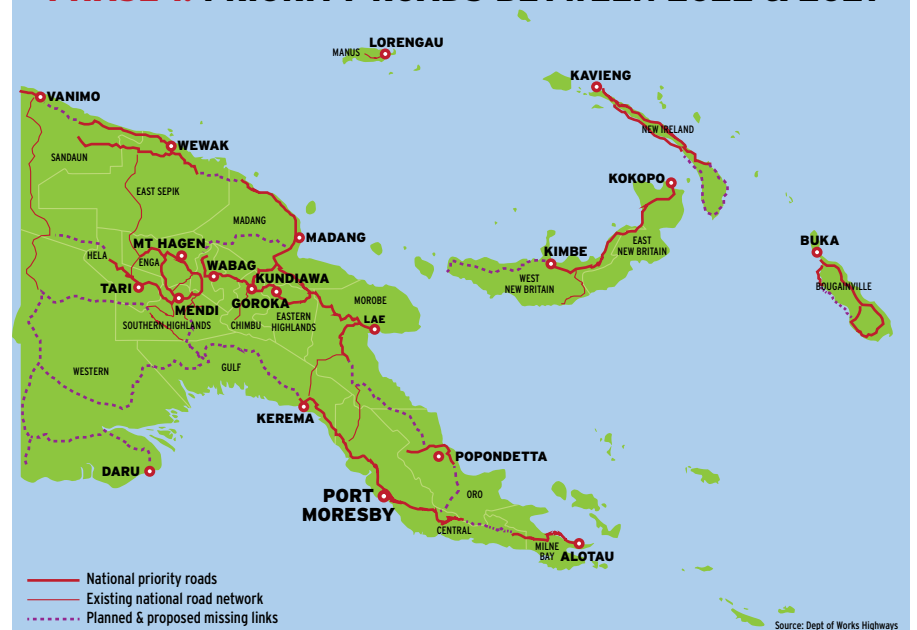 LORENGAU
MANUS
KAVIENG
VANIMO
NEW IRELAND
WEWAK
SANDAUN
EAST SEPIK
KOKOPO
MADANG
MADANG
BUKA
MT HAGEN
HELA
ENGA
WABAG
KIMBE
EAST
NEW BRITAIN
WEST
NEW BRITAIN
BOUGAINVILLE
TARI
KUNDIAWA
MENDI
GOROKA
MOROBE
LAE
SOUTHERN HIGHLANDS
CHIMBU
EASTERN
HIGHLANDS
WESTERN
GULF
KEREMA
DARU
POPONDETTA
PORT
MORESBY
ORO
CENTRAL
MILNE
BAY
ALOTAU
National priority roads
Existing national road network
Planned & proposed missing links
Source: Dept of Works Highways